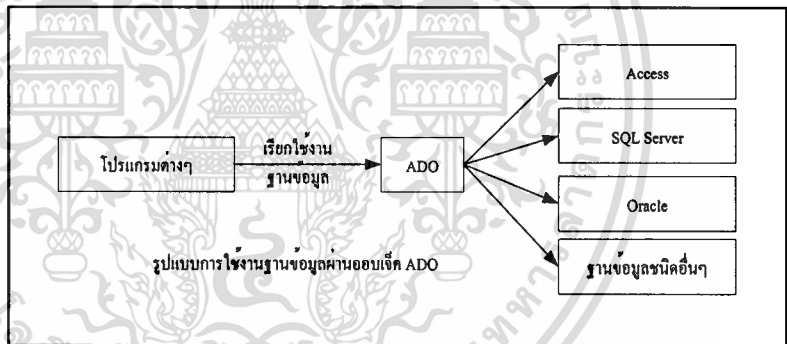 โปรแกรมต่างๆ
เรียกใช้งาน
ฐานข้อมูล
ADO
Access
SQL Server
Oracle
ฐานข้อมูลชนิดอื่นๆ
รูปแบบการใช้งานฐานข้อมูลผ่านออบเจ็ค ADO